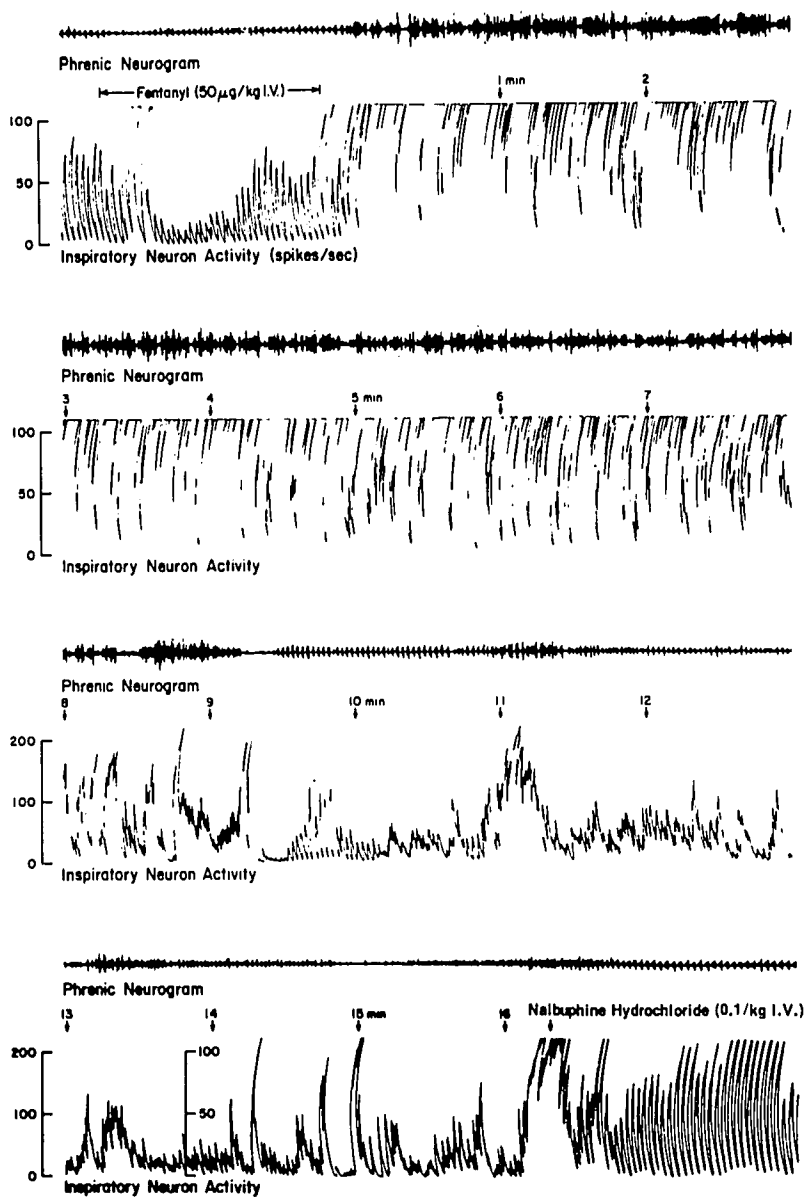 Phrenic Neurogram
Fentanyl (50µg/kg I.V.)
1 min 2
100
50
0
Inspiratory Neuron Activity (spikes/sec)
Phrenic Neurogram
3 4 5 min 6 7
100
50
0
Inspiratory Neuron Activity
Phrenic Neurogram
8 9 10 min 11 12
200
100
0
Inspiratory Neuron Activity
Phrenic Neurogram
13 14 15 min 16 Nalbuphine Hydrochloride (0.1/kg I.V.)
200 100
100 50
0 0
Inspiratory Neuron Activity